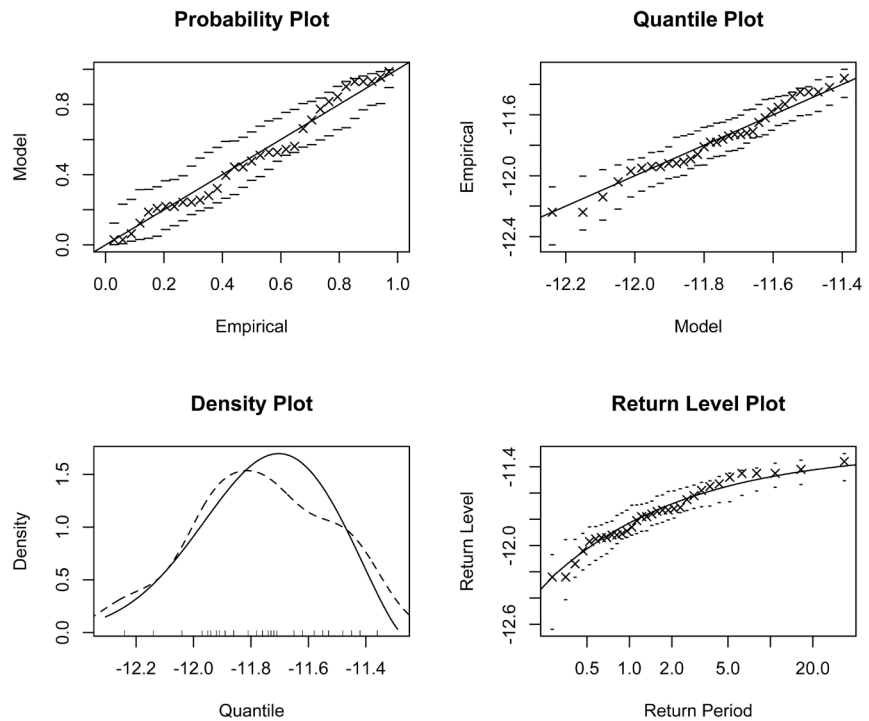 Probability Plot
Model
0.0 0.4 0.8
0.0 0.2 0.4 0.6 0.8 1.0
Empirical
Quantile Plot
Empirical
-12.4 -12.0 -11.6
-12.2 -12.0 -11.8 -11.6 -11.4
Model
Density Plot
Density
0.0 0.5 1.0 1.5
-12.2 -12.0 -11.8 -11.6 -11.4
Quantile
Return Level Plot
Return Level
-12.6 -12.0 -11.4
0.5 1.0 2.0 5.0 20.0
Return Period